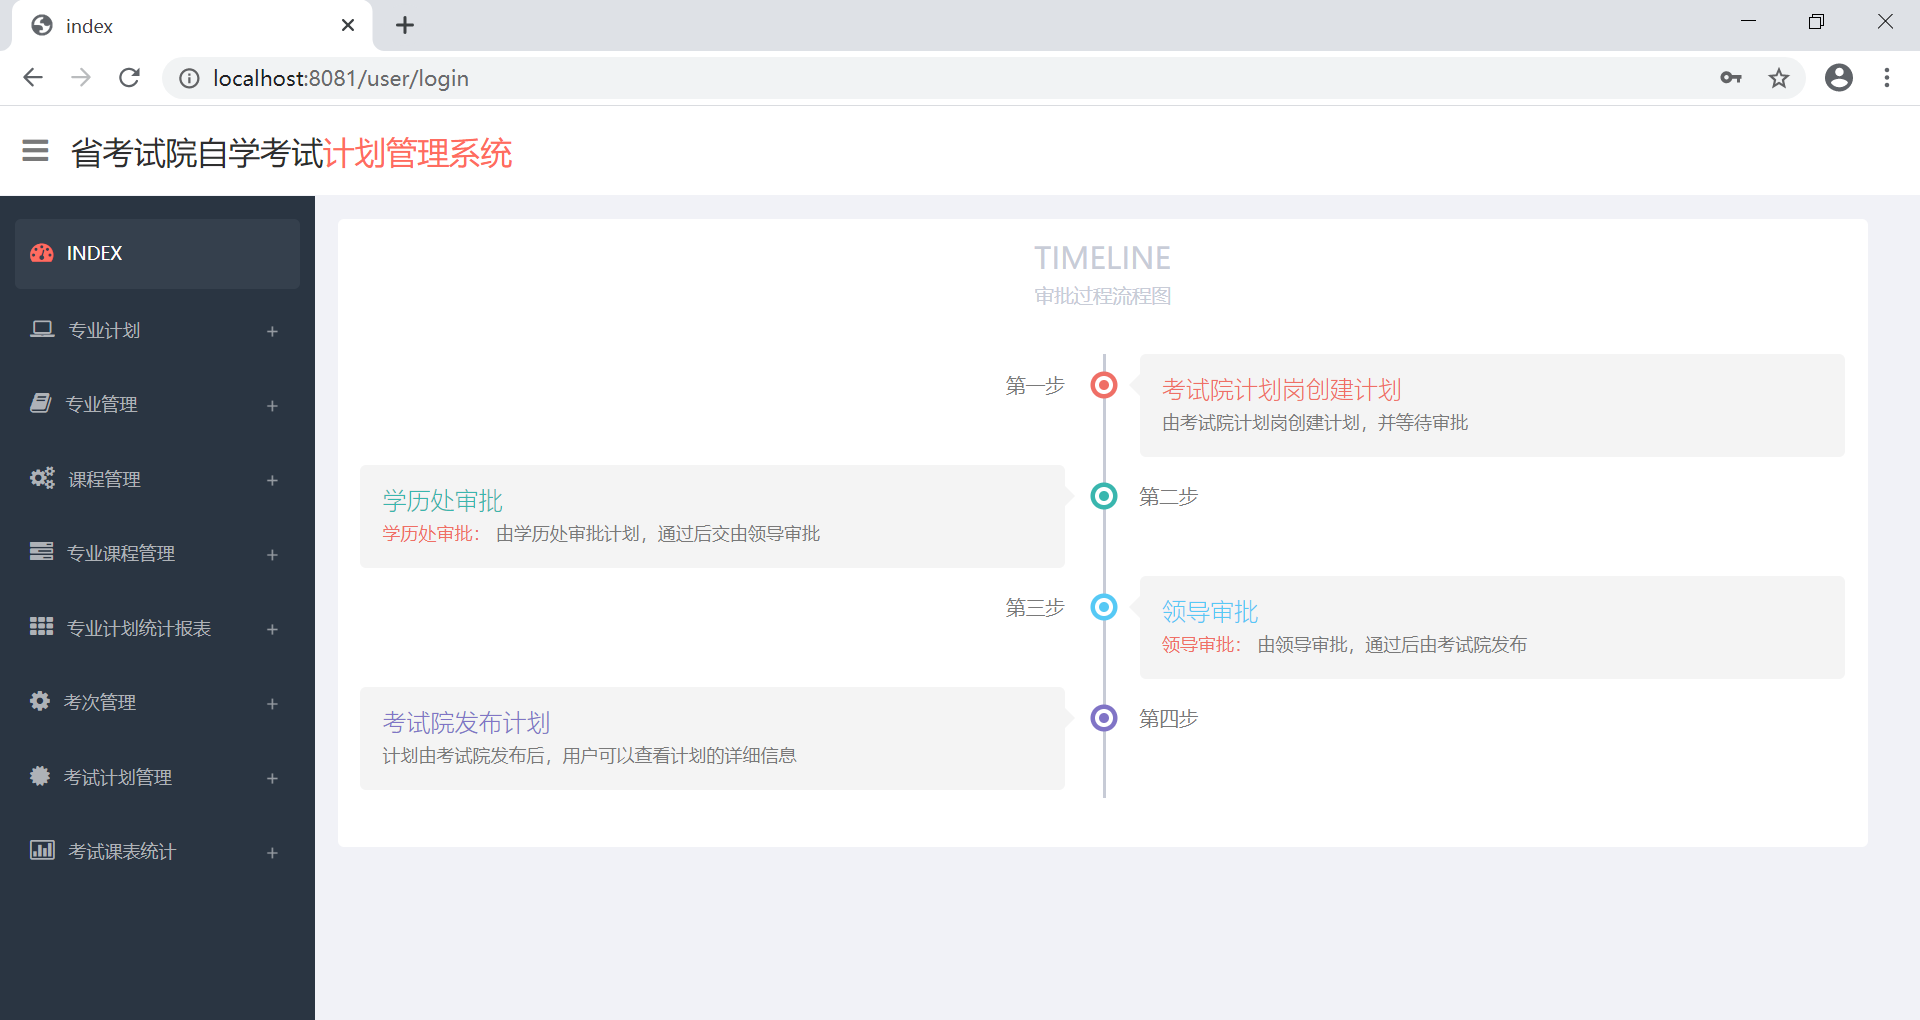 index
localhost:8081/user/login
省考试院自学考试计划管理系统
INDEX
专业计划 +
专业管理 +
课程管理 +
专业课程管理 +
专业计划统计报表 +
考次管理 +
考试计划管理 +
考试课表统计 +
TIMELINE
审批过程流程图
第一步
考试院计划岗创建计划
由考试院计划岗创建计划，并等待审批
学历处审批
学历处审批： 由学历处审批计划，通过后交由领导审批
第二步
第三步
领导审批
领导审批： 由领导审批，通过后由考试院发布
考试院发布计划
计划由考试院发布后，用户可以查看计划的详细信息
第四步